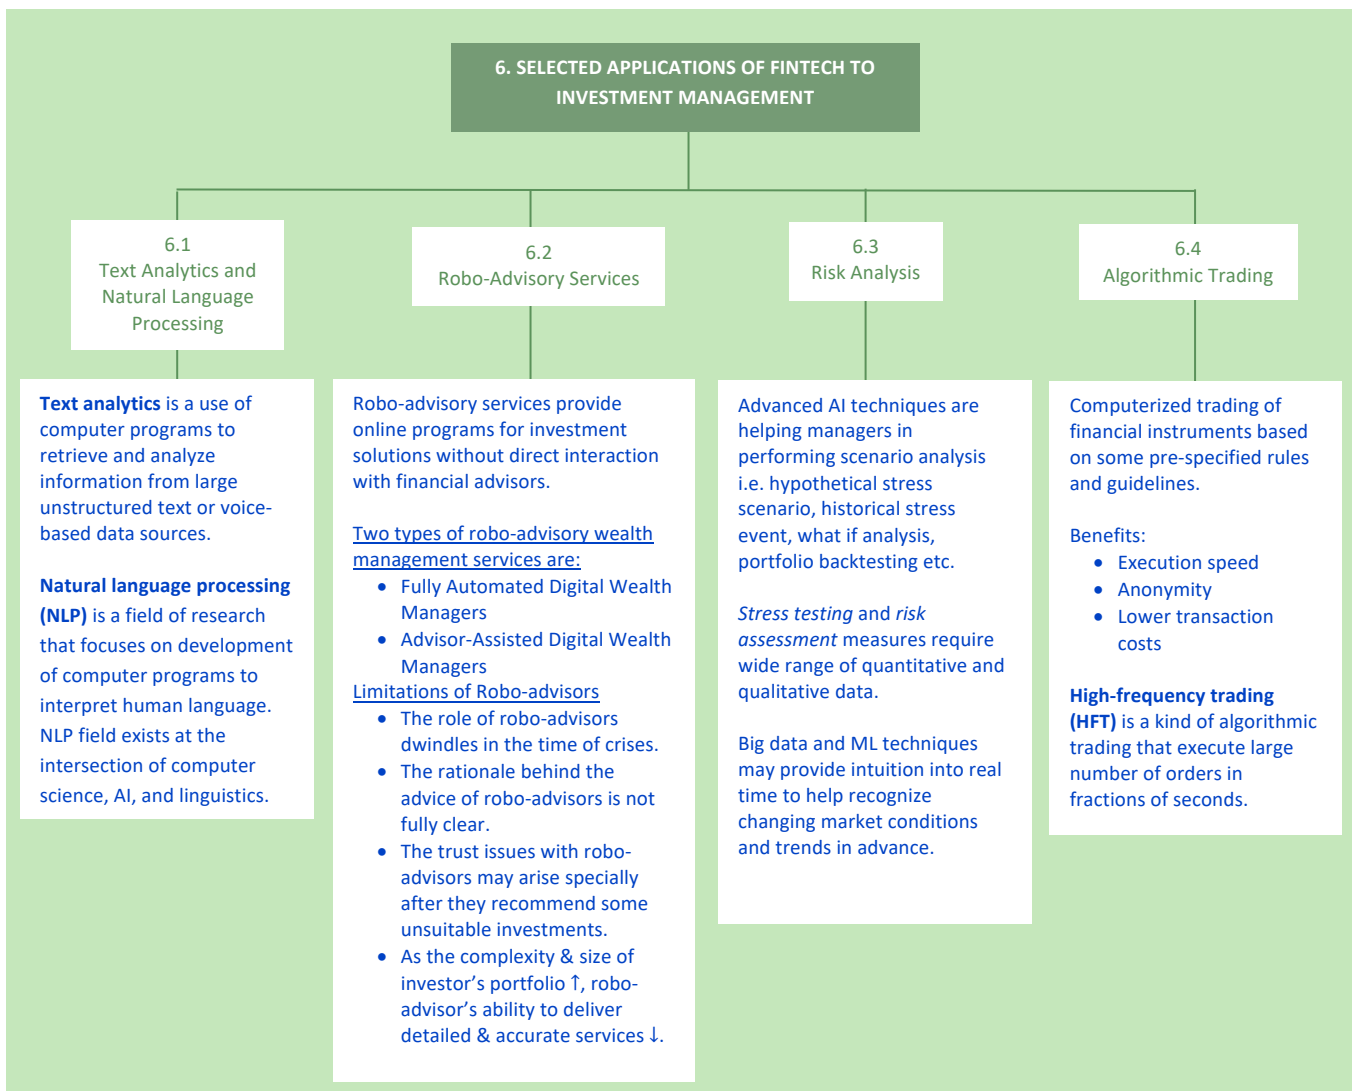 6. SELECTED APPLICATIONS OF FINTECH TO
INVESTMENT MANAGEMENT
6.1
Text Analytics and
Natural Language
Processing
Text analytics is a use of
computer programs to
retrieve and analyze
information from large
unstructured text or voice-
based data sources.
Natural language processing
(NLP) is a field of research
that focuses on development
of computer programs to
interpret human language.
NLP field exists at the
intersection of computer
science, AI, and linguistics.
6.2
Robo-Advisory Services
Robo-advisory services provide
online programs for investment
solutions without direct interaction
with financial advisors.
Two types of robo-advisory wealth
management services are:
• Fully Automated Digital Wealth
Managers
• Advisor-Assisted Digital Wealth
Managers
Limitations of Robo-advisors
• The role of robo-advisors
dwindles in the time of crises.
• The rationale behind the
advice of robo-advisors is not
fully clear.
• The trust issues with robo-
advisors may arise specially
after they recommend some
unsuitable investments.
• As the complexity & size of
investor's portfolio ↑, robo-
advisor's ability to deliver
detailed & accurate services ↓.
6.3
Risk Analysis
Advanced AI techniques are
helping managers in
performing scenario analysis
i.e. hypothetical stress
scenario, historical stress
event, what if analysis,
portfolio backtesting etc.
Stress testing and risk
assessment measures require
wide range of quantitative and
qualitative data.
Big data and ML techniques
may provide intuition into real
time to help recognize
changing market conditions
and trends in advance.
6.4
Algorithmic Trading
Computerized trading of
financial instruments based
on some pre-specified rules
and guidelines.
Benefits:
• Execution speed
• Anonymity
• Lower transaction
costs
High-frequency trading
(HFT) is a kind of algorithmic
trading that execute large
number of orders in
fractions of seconds.